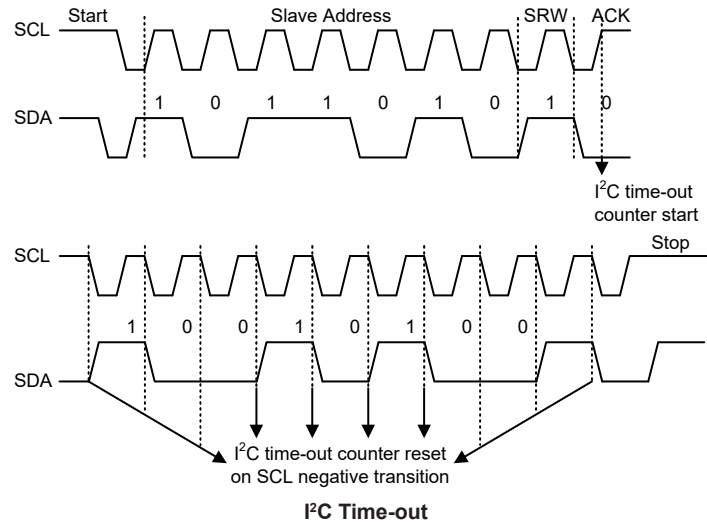 Start Slave Address SRW ACK
SCL
1 0 1 1 0 1 0 1 0
SDA
I²C time-out
counter start
Stop
SCL
1 0 0 1 0 1 0 0
SDA
I²C time-out counter reset
on SCL negative transition
I²C Time-out